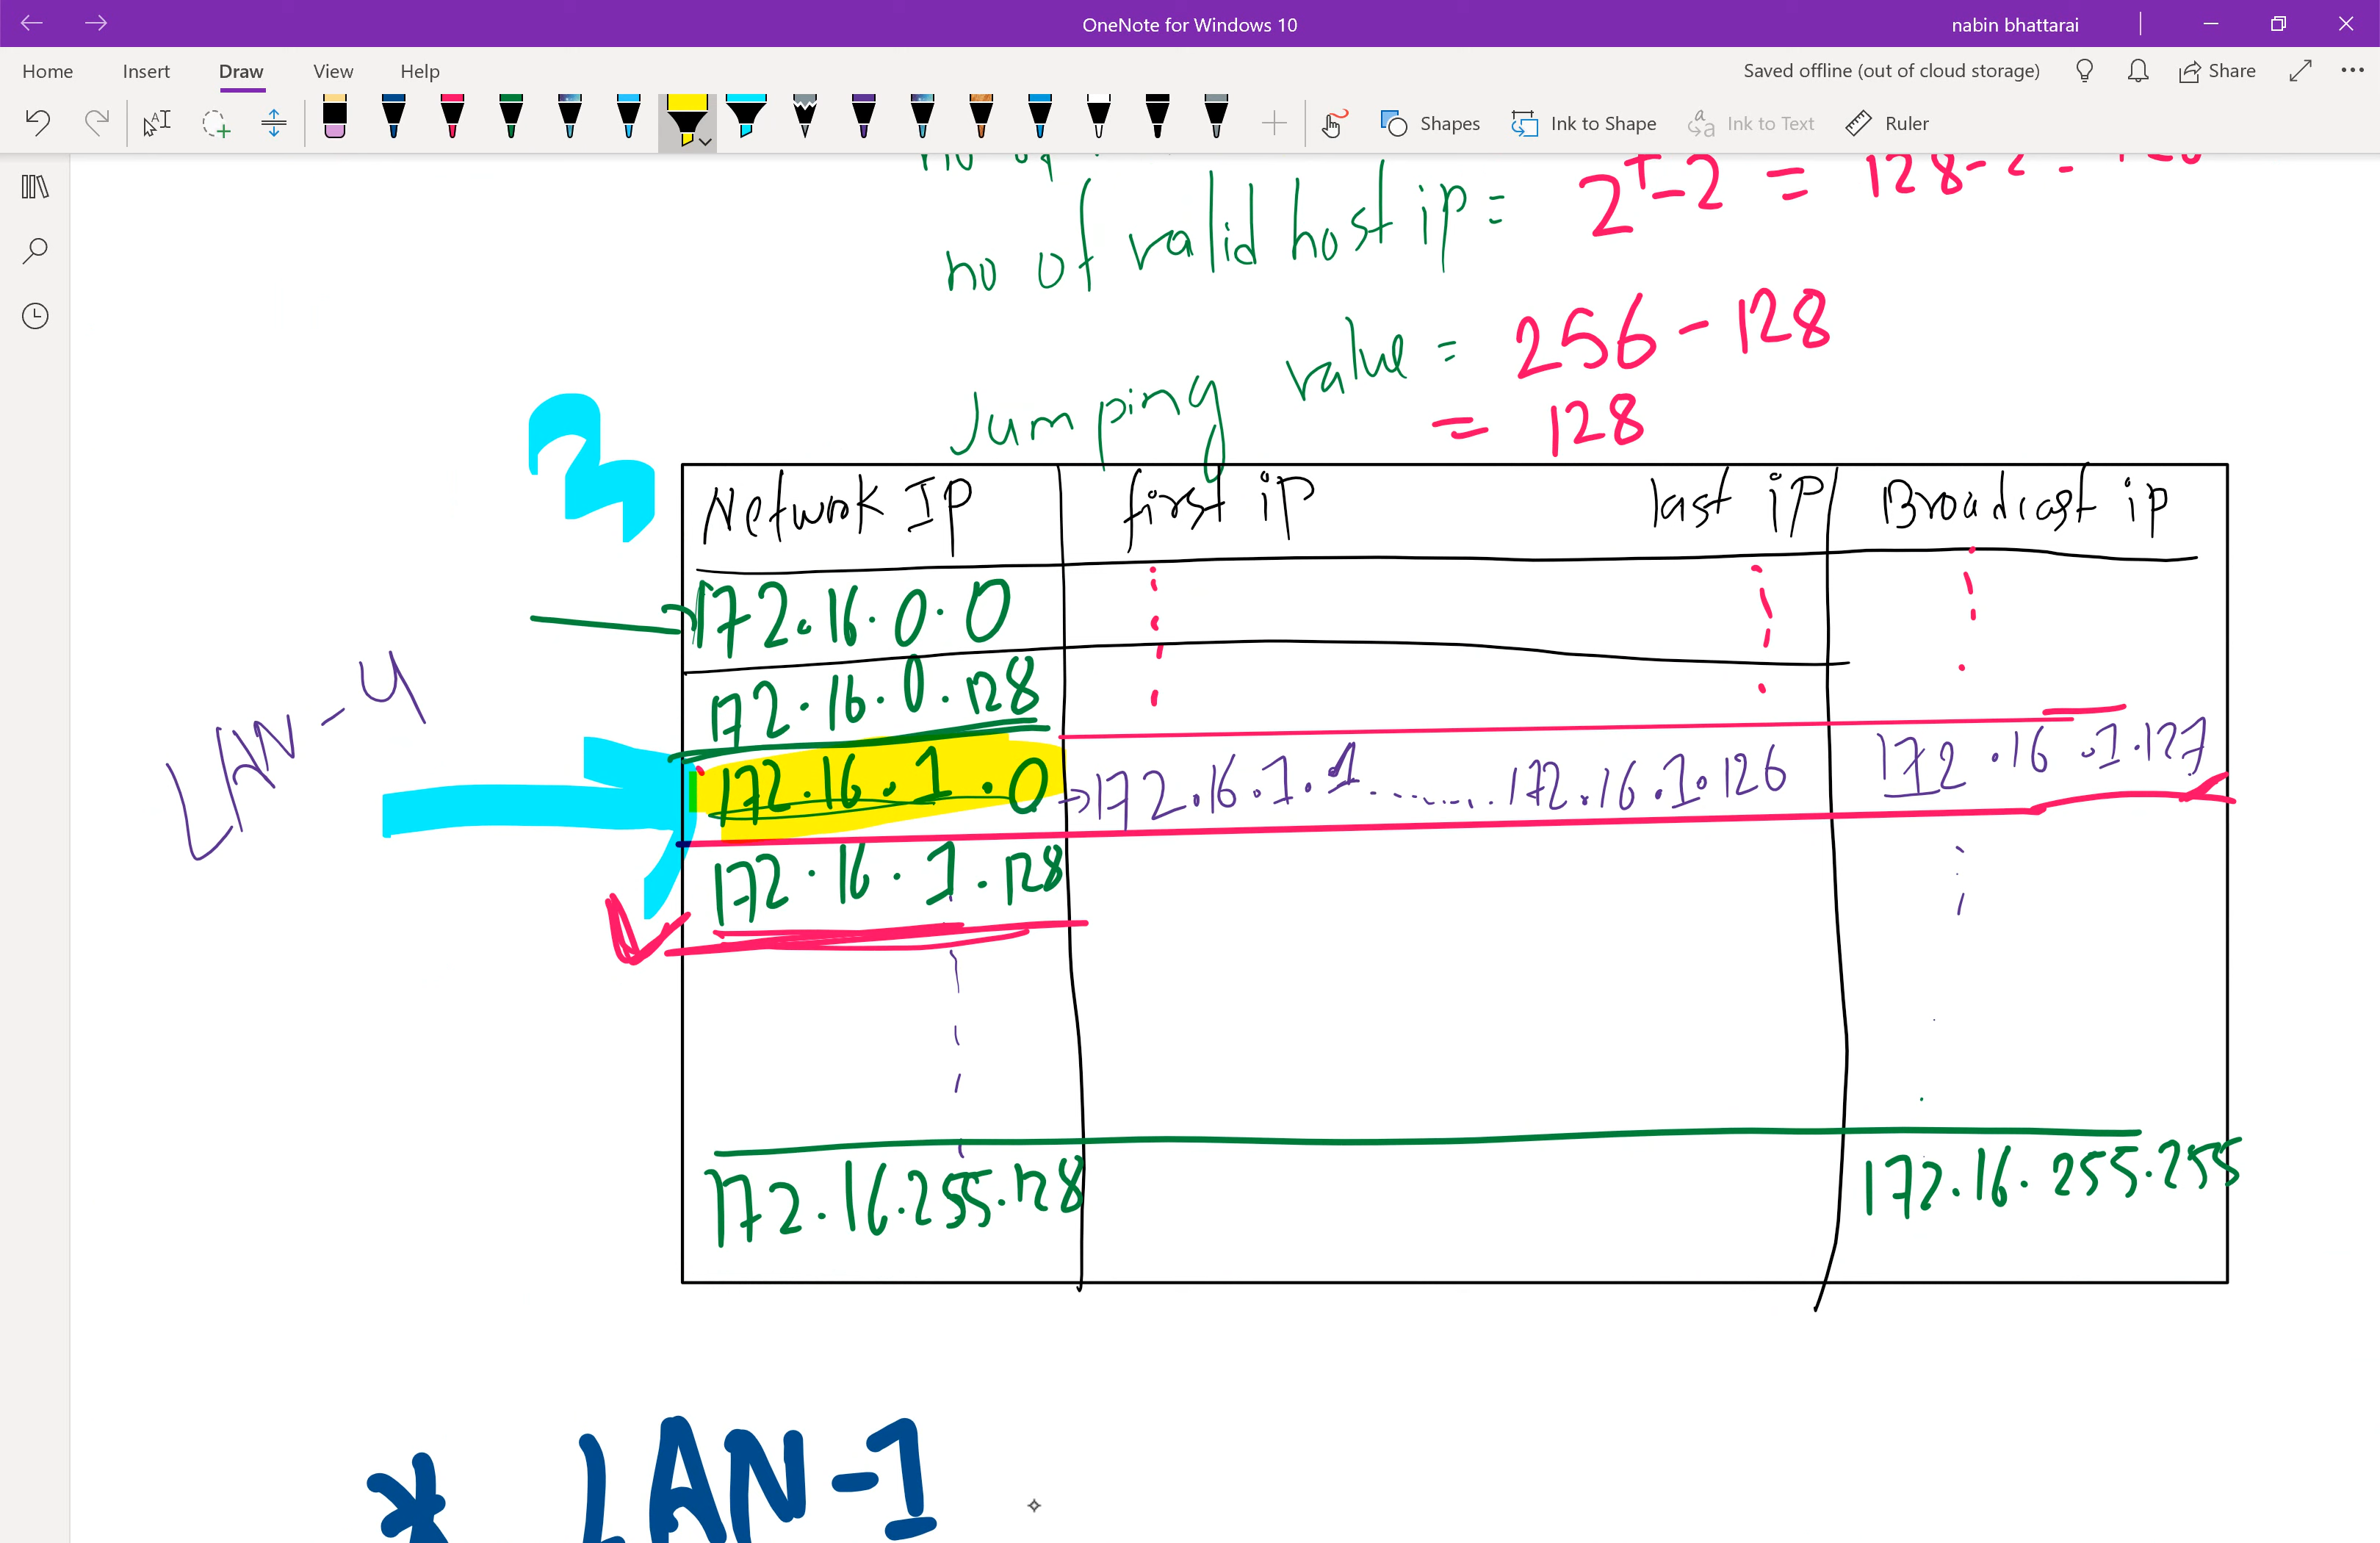 OneNote for Windows 10
nabin bhattarai
Home Insert Draw View Help
Saved offline (out of cloud storage)
Share
Shapes Ink to Shape Ink to Text Ruler
no of valid host ip = 2 - 2 = 128 - 2 =
Jumping value = 256 - 128
= 128
Network IP first iP last iP Broadcast ip
172.16.0.0
172.16.0.128
LAN-4
172.16.1.0 172.16.1.1 ........ 172.16.1.126 172.16.1.127
172.16.1.128
172.16.255.128 172.16.255.255
* LAN-1